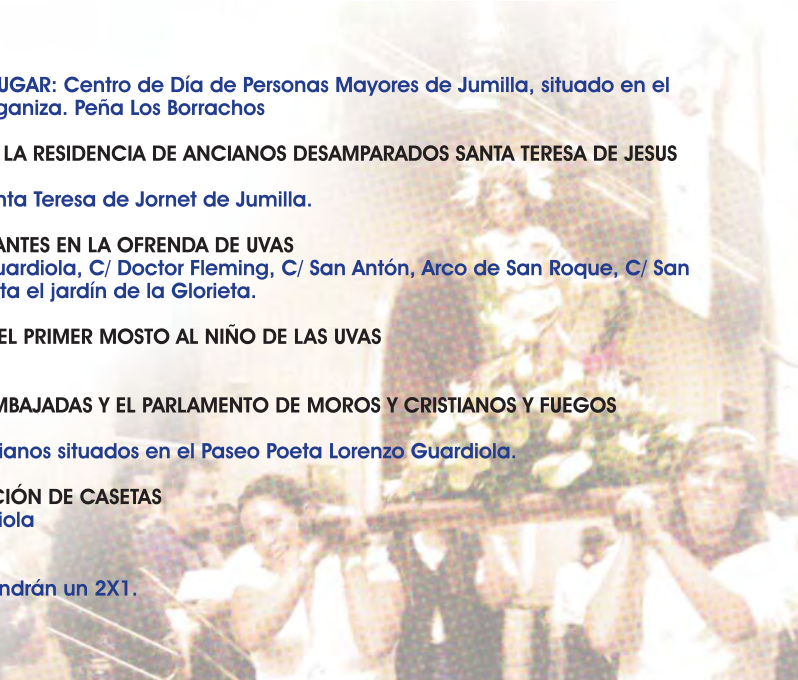 UGAR: Centro de Día de Personas Mayores de Jumilla, situado en el
ganiza. Peña Los Borrachos
LA RESIDENCIA DE ANCIANOS DESAMPARADOS SANTA TERESA DE JESUS
nta Teresa de Jornet de Jumilla.
ANTES EN LA OFRENDA DE UVAS
uardiola, C/ Doctor Fleming, C/ San Antón, Arco de San Roque, C/ San
ta el jardín de la Glorieta.
EL PRIMER MOSTO AL NIÑO DE LAS UVAS
MBAJADAS Y EL PARLAMENTO DE MOROS Y CRISTIANOS Y FUEGOS
ianos situados en el Paseo Poeta Lorenzo Guardiola.
CIÓN DE CASETAS
iola
ndrán un 2X1.